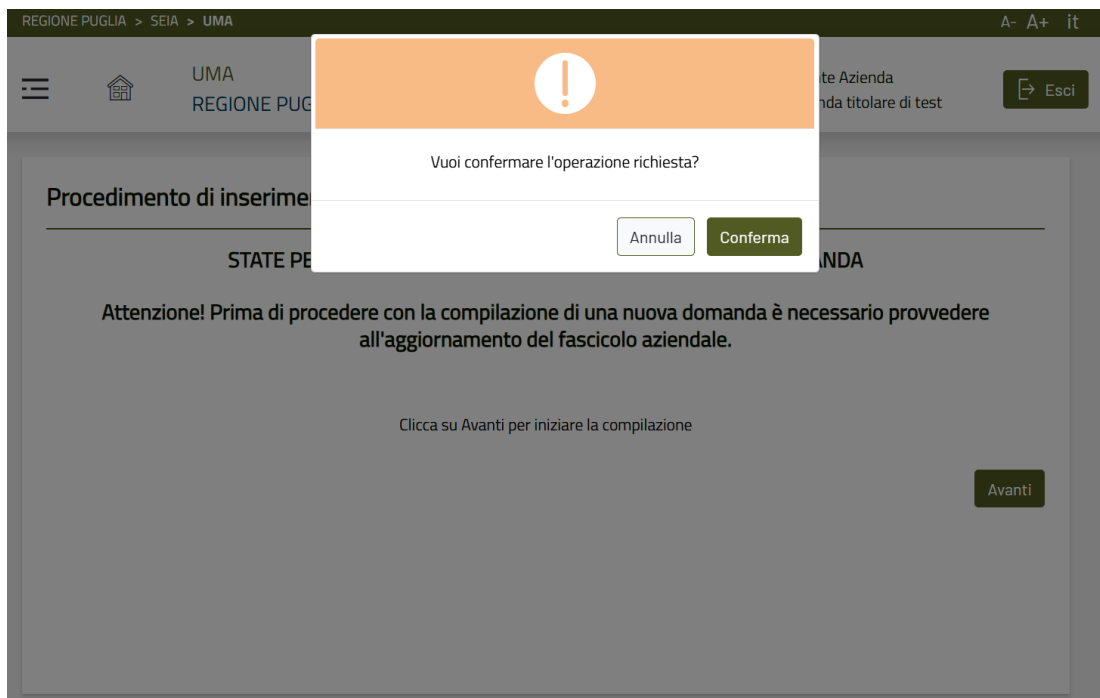 REGIONE PUGLIA > SEIA > UMA
A- A+ it
UMA
REGIONE PUG
te Azienda
nda titolare di test
Esci
Vuoi confermare l'operazione richiesta?
Annulla
Conferma
Procedimento di inserime
STATE PE
ANDA
Attenzione! Prima di procedere con la compilazione di una nuova domanda è necessario provvedere
all'aggiornamento del fascicolo aziendale.
Clicca su Avanti per iniziare la compilazione
Avanti